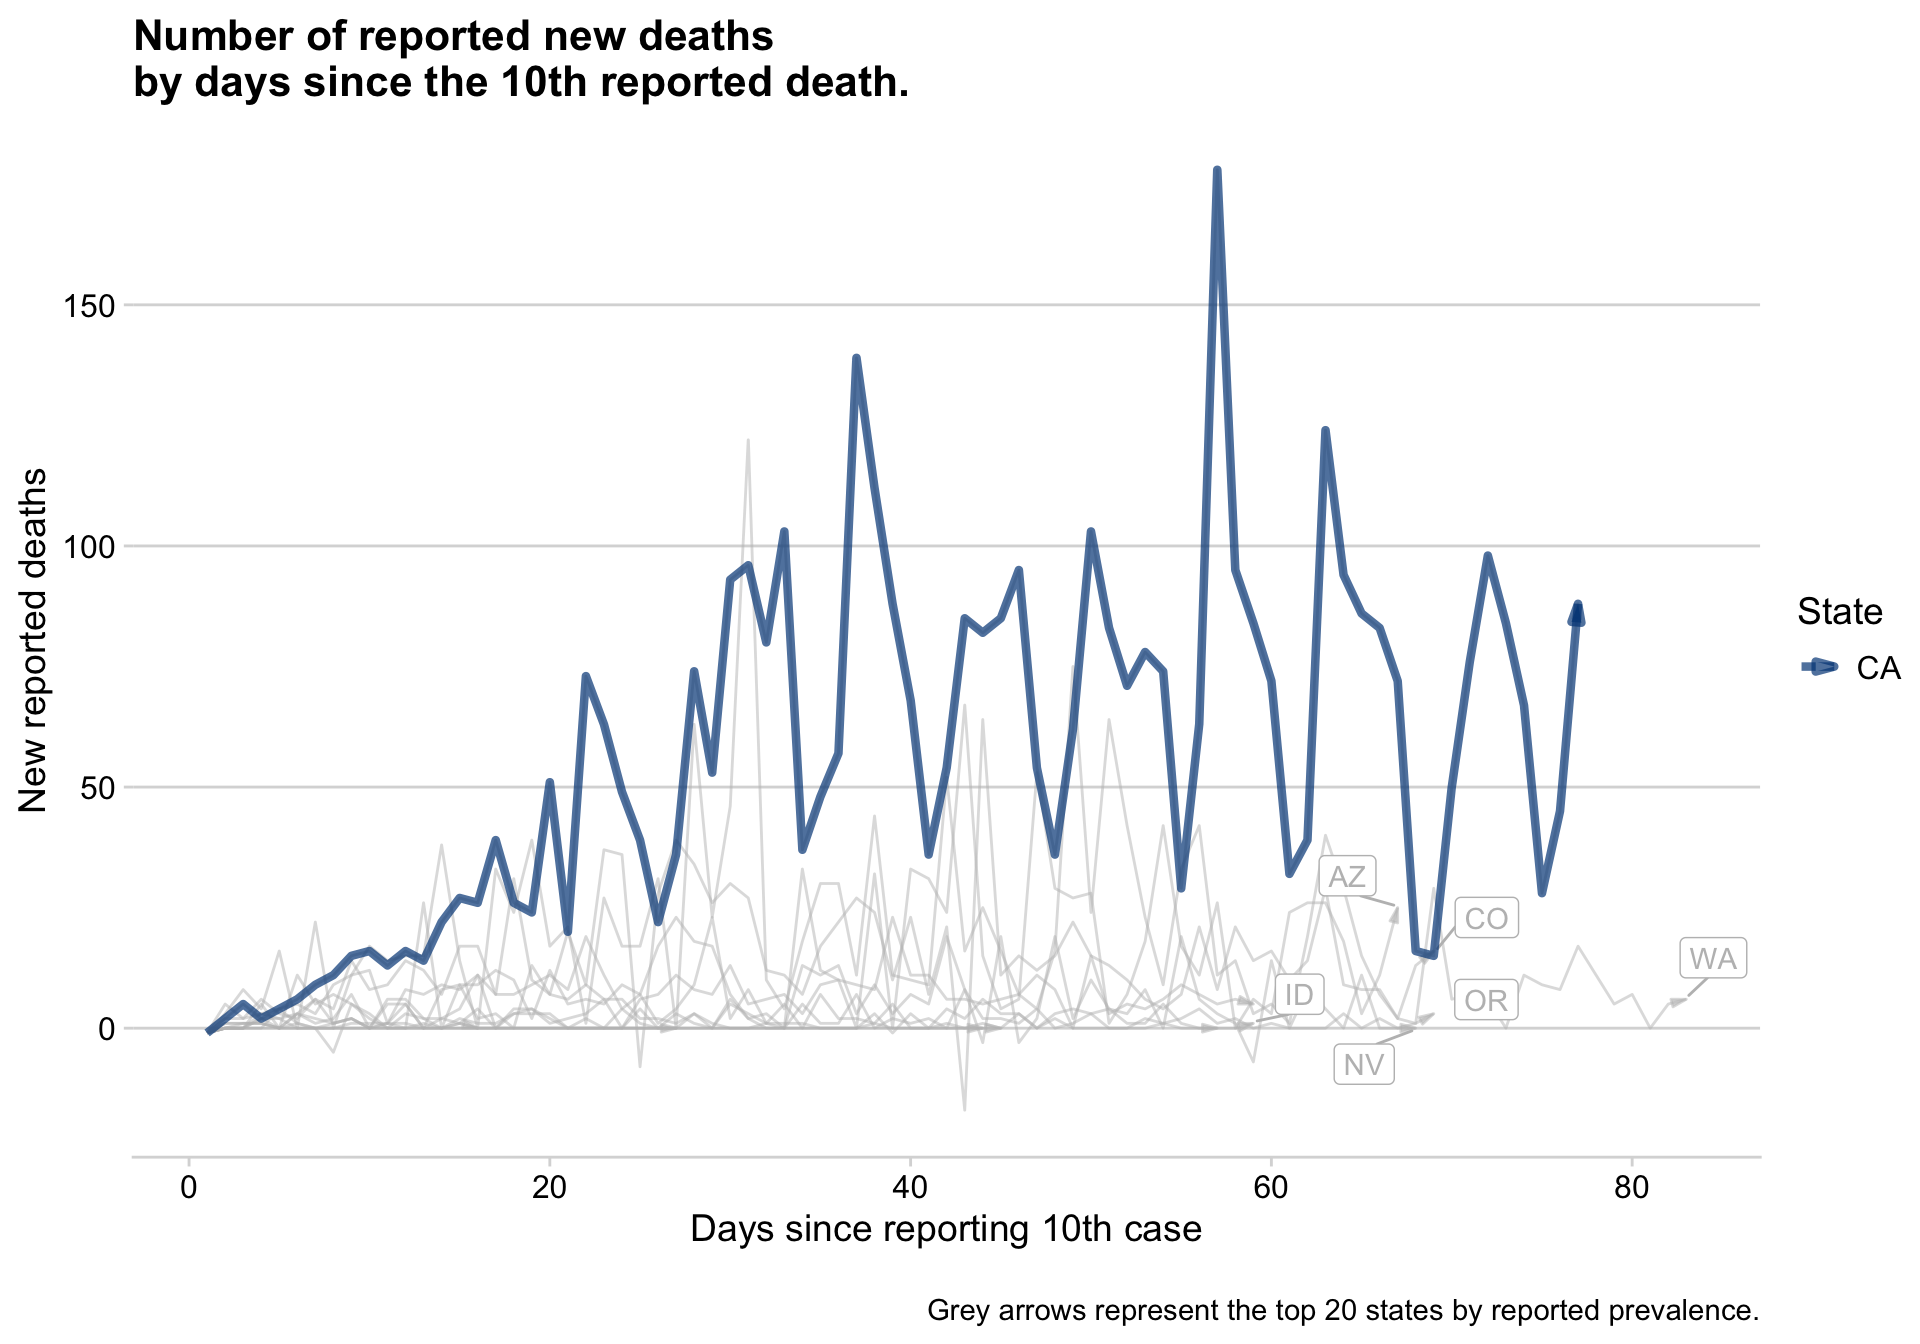 Number of reported new deaths
by days since the 10th reported death.
New reported deaths
150
100
50
0
AZ
CO
WA
ID
OR
NV
State
CA
0 20 40 60 80
Days since reporting 10th case
Grey arrows represent the top 20 states by reported prevalence.